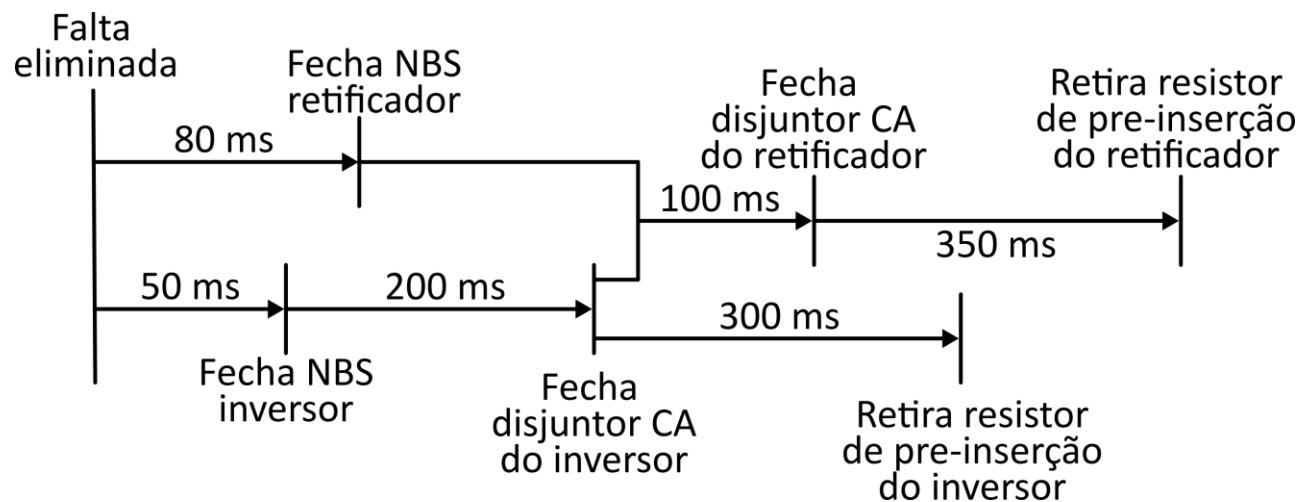 Falta
eliminada
Fecha NBS
retificador
Fecha
disjuntor CA
do retificador
Retira resistor
de pre-inserção
do retificador
80 ms
100 ms
350 ms
50 ms
200 ms
300 ms
Fecha NBS
inversor
Fecha
disjuntor CA
do inversor
Retira resistor
de pre-inserção
do inversor